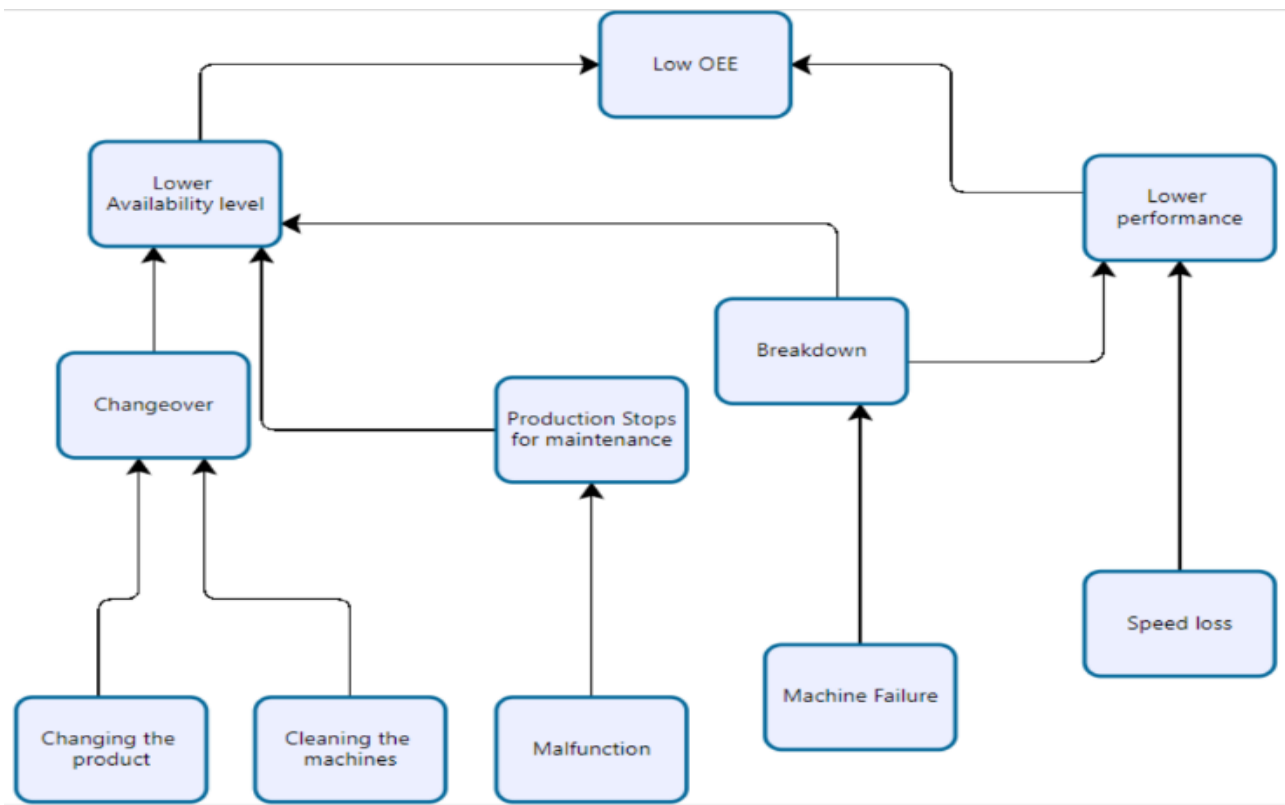 Low OEE
Lower
Availability level
Lower
performance
Breakdown
Changeover
Production Stops
for maintenance
Speed loss
Machine Failure
Changing the
product
Cleaning the
machines
Malfunction